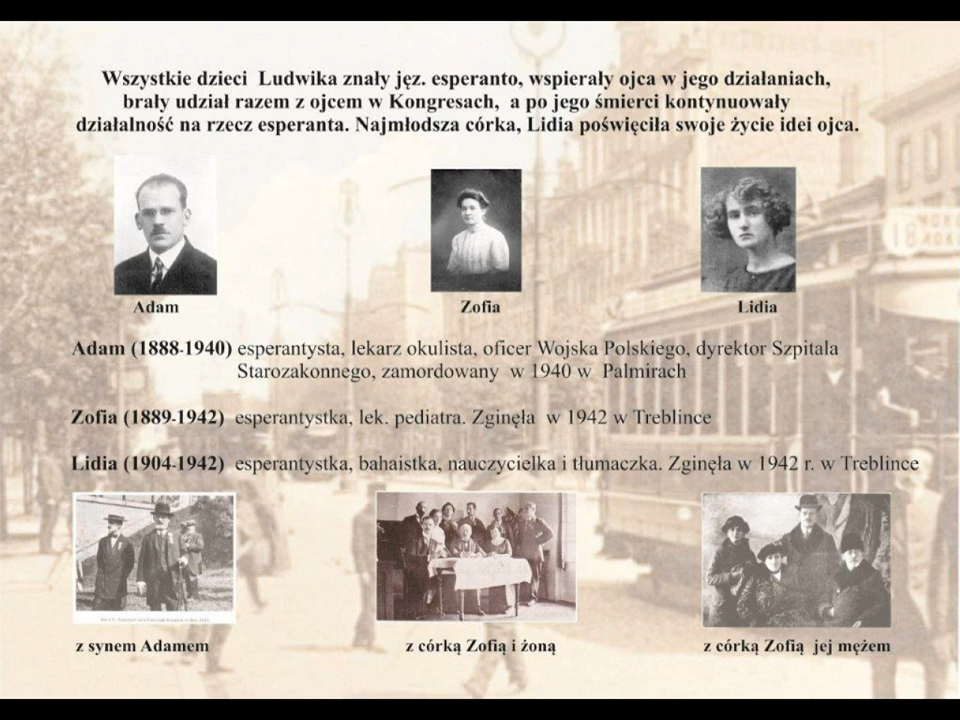 Wszystkie dzieci Ludwika znały jęz. esperanto, wspierały ojca w jego działaniach,
brały udział razem z ojcem w Kongresach, a po jego śmierci kontynuowały
działalność na rzecz esperanta. Najmłodsza córka, Lidia poświęciła swoje życie idei ojca.
Adam
Zofia
Lidia
Adam (1888-1940) esperantysta, lekarz okulista, oficer Wojska Polskiego, dyrektor Szpitala
Starozakonnego, zamordowany w 1940 w Palmirach
Zofia (1889-1942) esperantystka, lek. pediatra. Zginęła w 1942 w Treblince
Lidia (1904-1942) esperantystka, bahaistka, nauczycielka i tłumaczka. Zginęła w 1942 r. w Treblince
z synem Adamem
z córką Zofią i żoną
z córką Zofią jej mężem